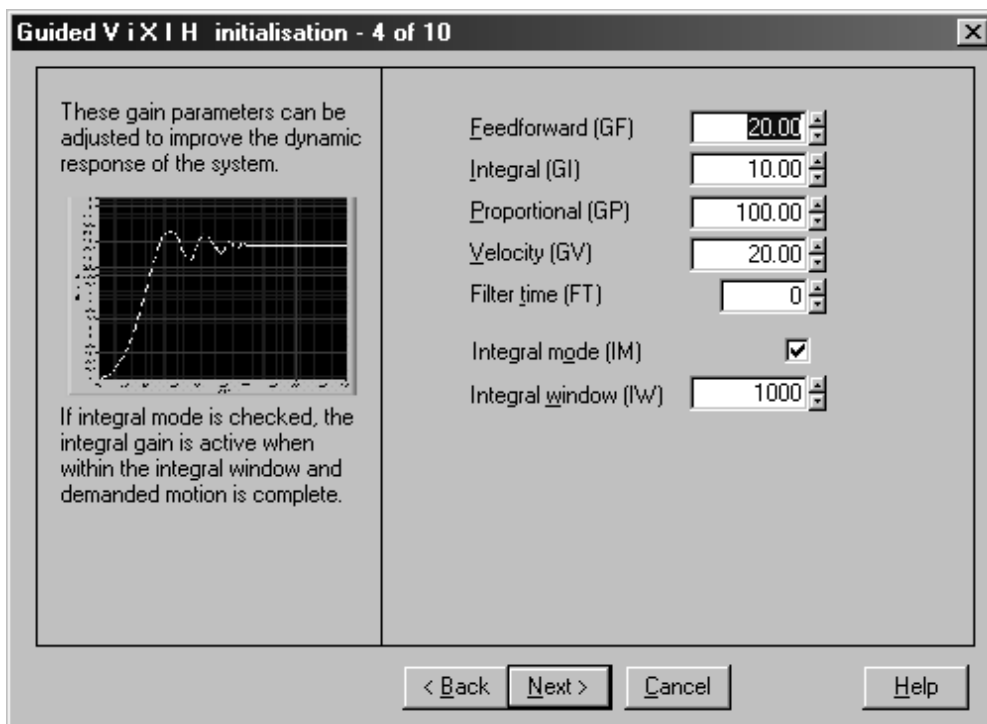 Guided V i X I H initialisation - 4 of 10
These gain parameters can be
adjusted to improve the dynamic
response of the system.
If integral mode is checked, the
integral gain is active when
within the integral window and
demanded motion is complete.
Feedforward (GF) 20.00
Integral (GI) 10.00
Proportional (GP) 100.00
Velocity (GV) 20.00
Filter time (FT) 0
Integral mode (IM)
Integral window (IW) 1000
< Back Next > Cancel Help